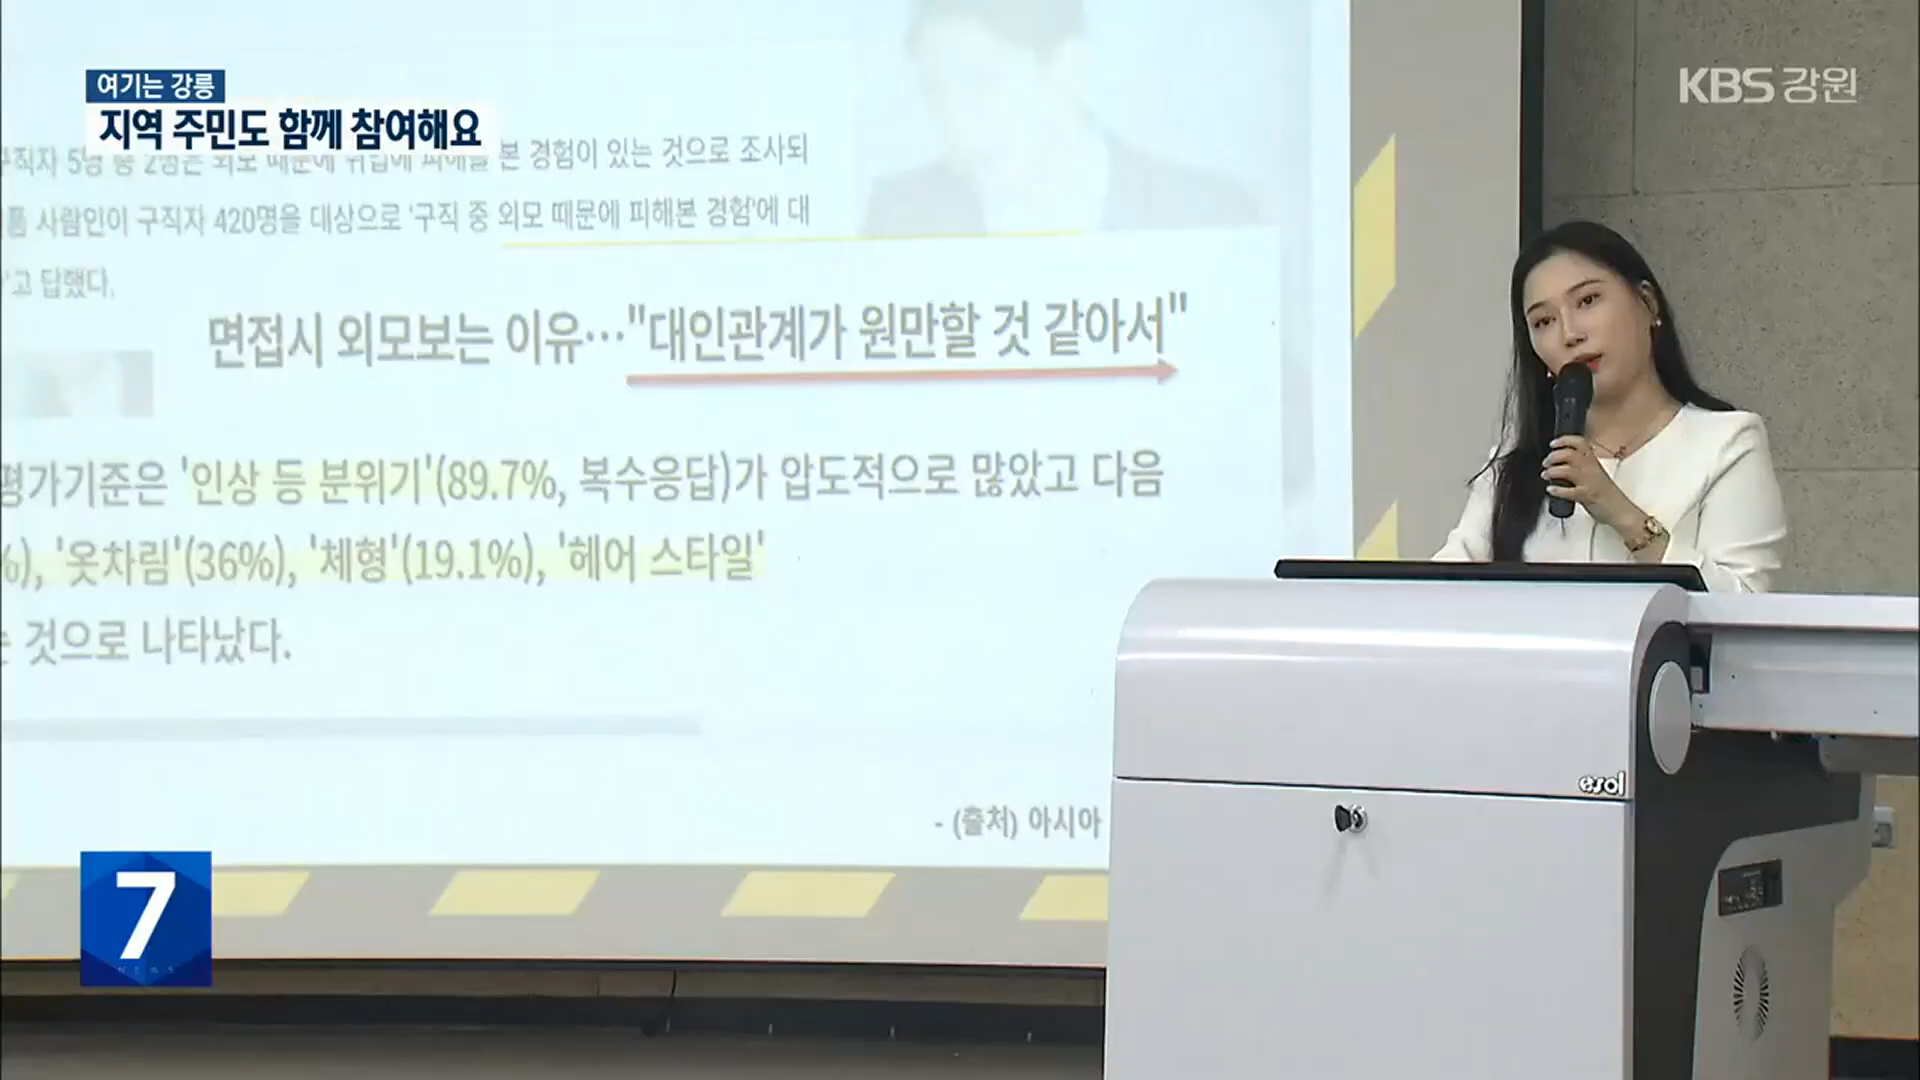 여기는 강릉
지역 주민도 함께 참여해요
KBS 강원
구직자 5명 중 2명은 외모 때문에 취업에 피해를 본 경험이 있는 것으로 조사되
사람인이 구직자 420명을 대상으로 '구직 중 외모 때문에 피해본 경험'에 대
고 답했다.
면접시 외모보는 이유…"대인관계가 원만할 것 같아서"
평가기준은 '인상 등 분위기'(89.7%, 복수응답)가 압도적으로 많았고 다음
%), '옷차림'(36%), '체형'(19.1%), '헤어 스타일'
것으로 나타났다.
- (출처) 아시아
esol
7
NEWS